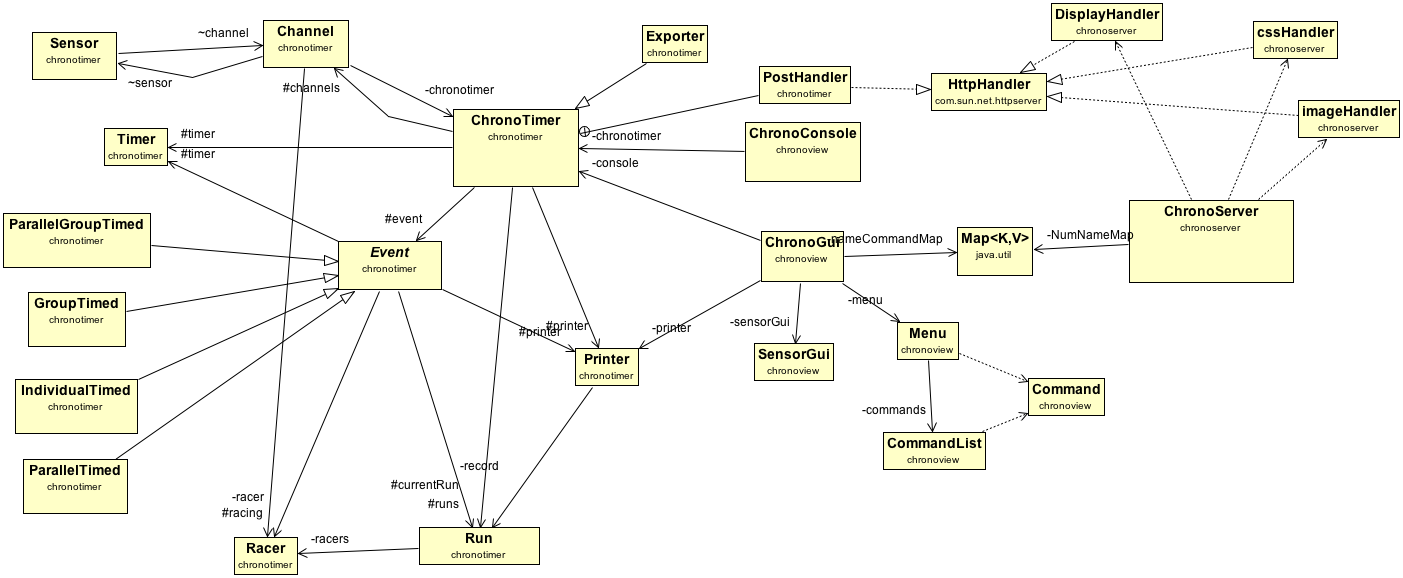 DisplayHandler
chronoserver
Channel
chronotimer
cssHandler
chronoserver
Exporter
chronotimer
Sensor
chronotimer
~channel
~sensor
#channels
-chronotimer
PostHandler
chronotimer
HttpHandler
com.sun.net.httpserver
imageHandler
chronoserver
ChronoTimer
chronotimer
-chronotimer
ChronoConsole
chronoview
-console
Timer
chronotimer
#timer
#timer
ParallelGroupTimed
chronotimer
#event
Event
chronotimer
ChronoGui
chronoview
-nameCommandMap
Map<K,V>
java.util
-NumNameMap
ChronoServer
chronoserver
GroupTimed
chronotimer
-menu
#printer
#printer
-printer
-sensorGui
Menu
chronoview
Printer
chronotimer
SensorGui
chronoview
IndividualTimed
chronotimer
Command
chronoview
-commands
CommandList
chronoview
ParallelTimed
chronotimer
-record
#currentRun
#runs
-racer
#racing
Racer
chronotimer
-racers
Run
chronotimer